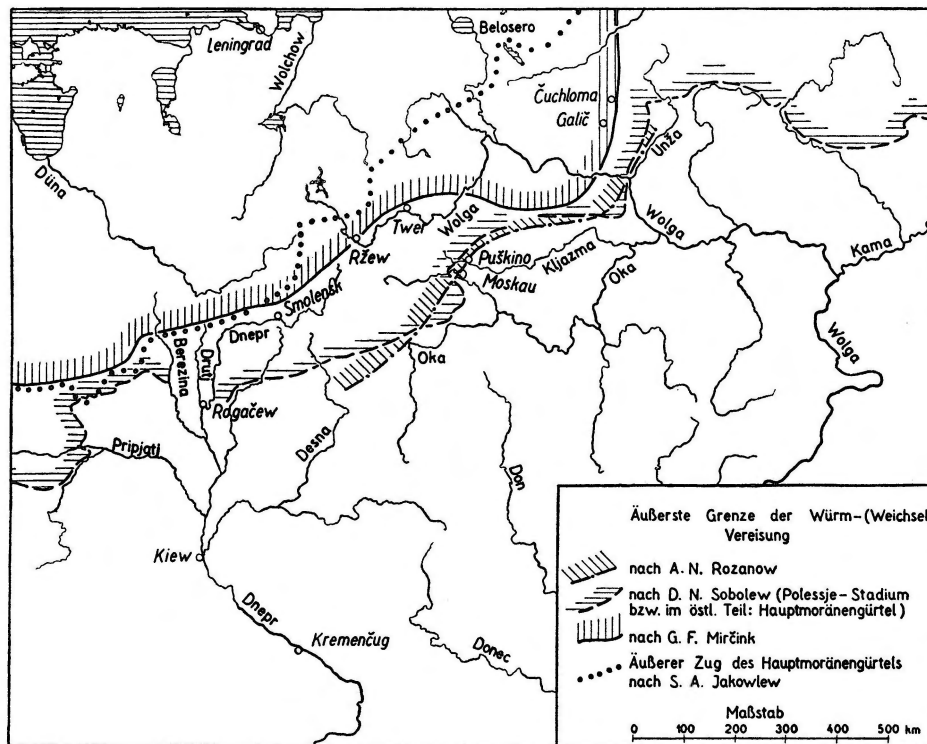 Leningrad
Wolchow
Belosero
Čuchloma
Galič
Unža
Düna
Twer
Wolga
Ržew
Puškino
Moskau
Kljazma
Wolga
Oka
Kama
Wolga
Smolensk
Dnepr
Berezina
Druti
Rogačew
Oka
Desna
Don
Pripjati
Kiew
Dnepr
Kremenčug
Donec
Äußerste Grenze der Würm-(Weichsel
Vereisung
nach A. N. Rozanow
nach D. N. Sobolew (Polessje-Stadium
bzw. im östl. Teil: Hauptmoränengürtel)
nach G. F. Mirčink
Äußerer Zug des Hauptmoränengürtels
nach S. A. Jakowlew
Maßstab
0 100 200 300 400 500 km